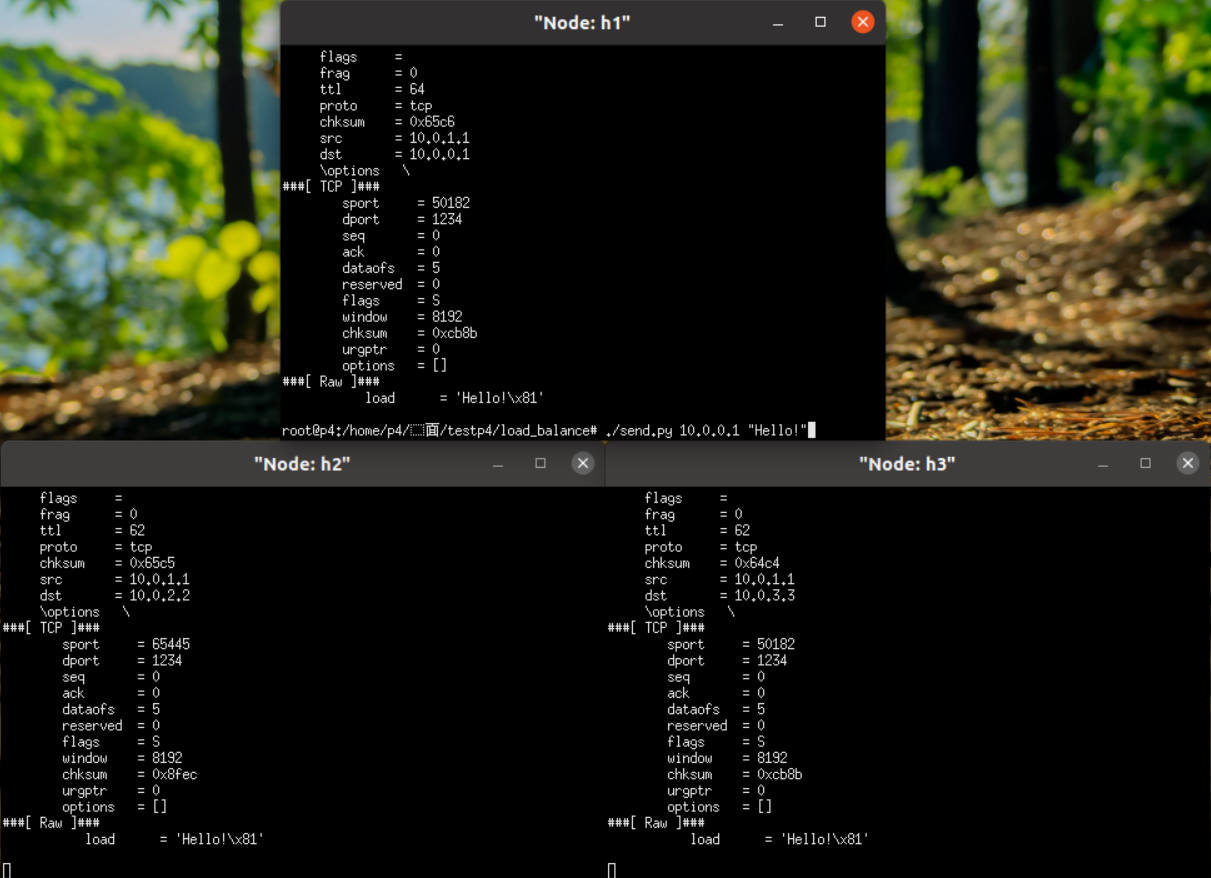 "Node: h1"
flags =
frag = 0
ttl = 64
proto = tcp
chksum = 0x65c6
src = 10.0.1.1
dst = 10.0.0.1
\options \
###[ TCP ]###
sport = 50182
dport = 1234
seq = 0
ack = 0
dataofs = 5
reserved = 0
flags = S
window = 8192
chksum = 0xcb8b
urgptr = 0
options = []
###[ Raw ]###
load = 'Hello!\x81'
root@p4:/home/p4/面/testp4/load_balance# ./send.py 10.0.0.1 "Hello!"
"Node: h2"
flags =
frag = 0
ttl = 62
proto = tcp
chksum = 0x65c5
src = 10.0.1.1
dst = 10.0.2.2
\options \
###[ TCP ]###
sport = 65445
dport = 1234
seq = 0
ack = 0
dataofs = 5
reserved = 0
flags = S
window = 8192
chksum = 0x8fec
urgptr = 0
options = []
###[ Raw ]###
load = 'Hello!\x81'
"Node: h3"
flags =
frag = 0
ttl = 62
proto = tcp
chksum = 0x64c4
src = 10.0.1.1
dst = 10.0.3.3
\options \
###[ TCP ]###
sport = 50182
dport = 1234
seq = 0
ack = 0
dataofs = 5
reserved = 0
flags = S
window = 8192
chksum = 0xcb8b
urgptr = 0
options = []
###[ Raw ]###
load = 'Hello!\x81'